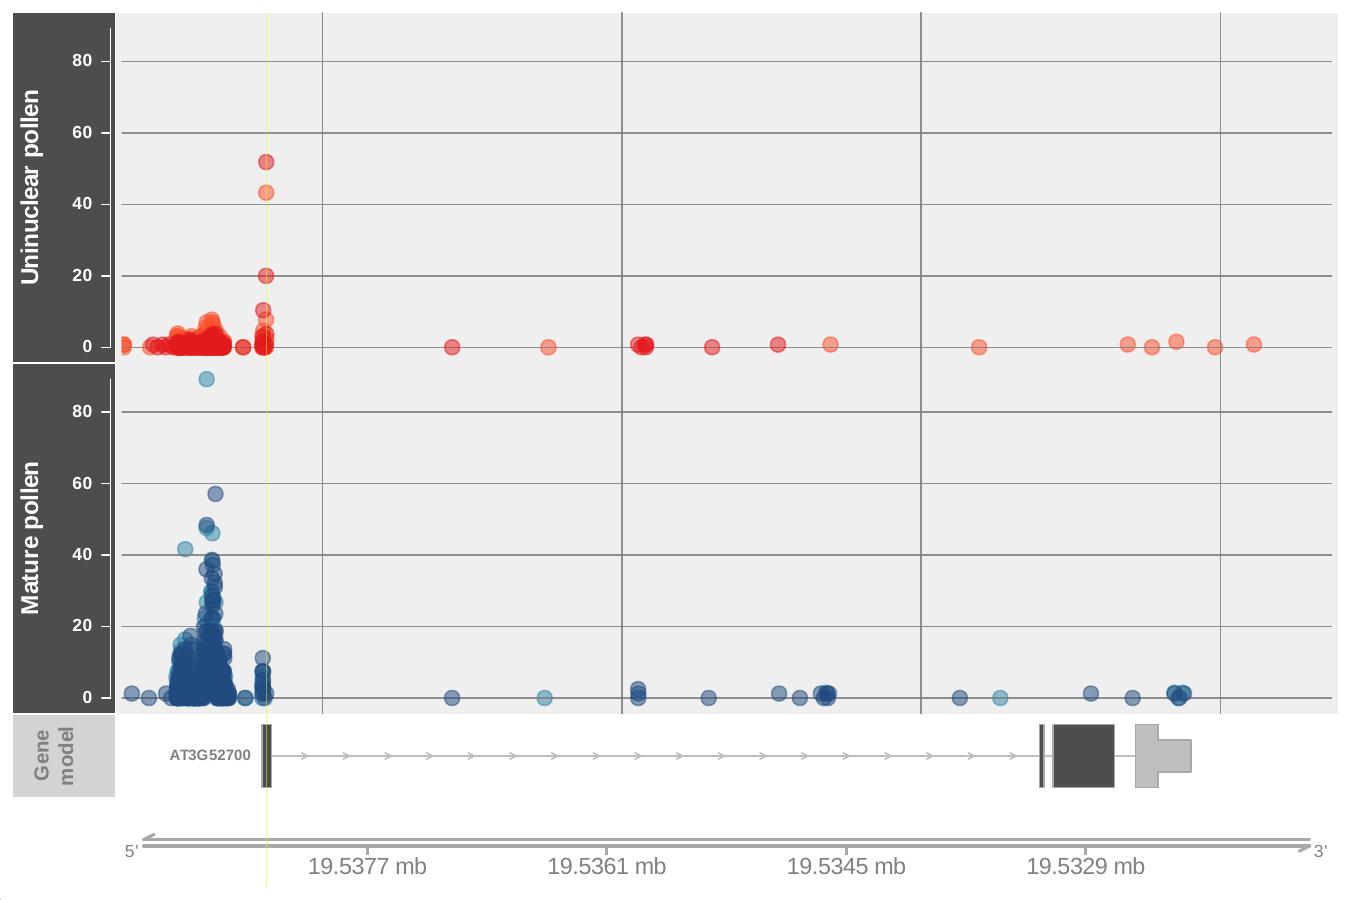 Uninuclear pollen
80
60
40
20
0
Mature pollen
80
60
40
20
0
Gene
model
AT3G52700
5'
3'
19.5377 mb
19.5361 mb
19.5345 mb
19.5329 mb